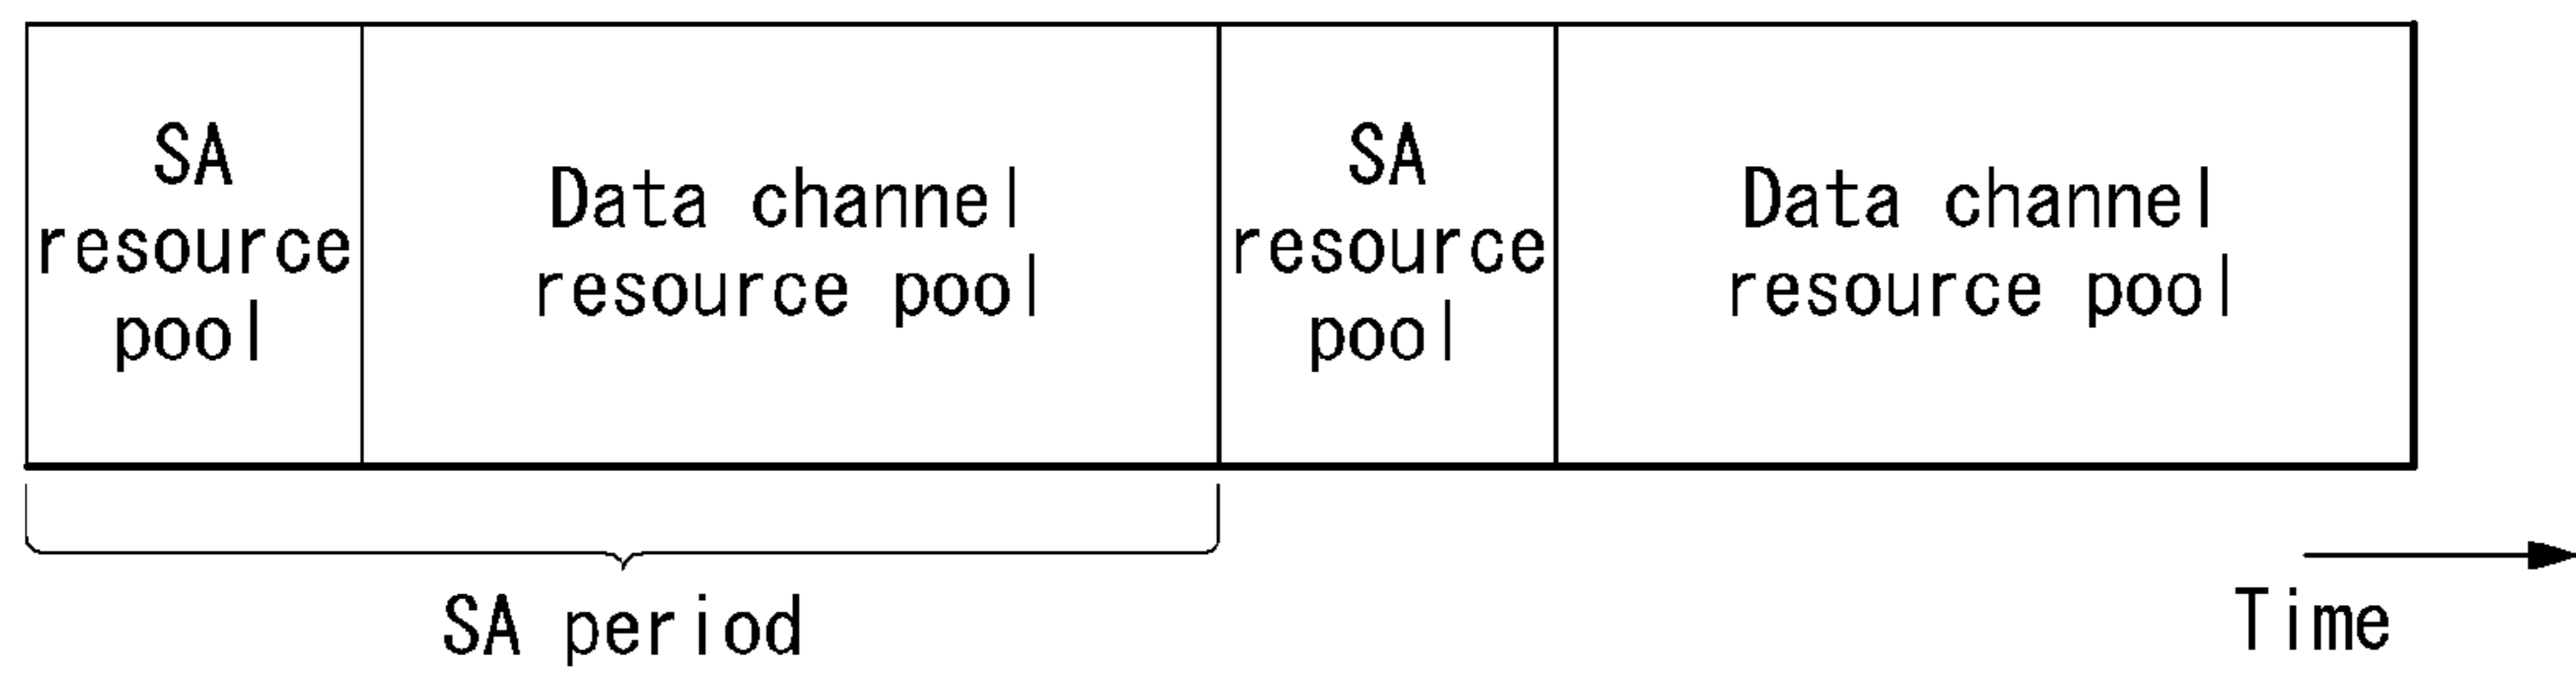 SA
resource
pool
Data channel
resource pool
SA
resource
pool
Data channel
resource pool
SA period
Time